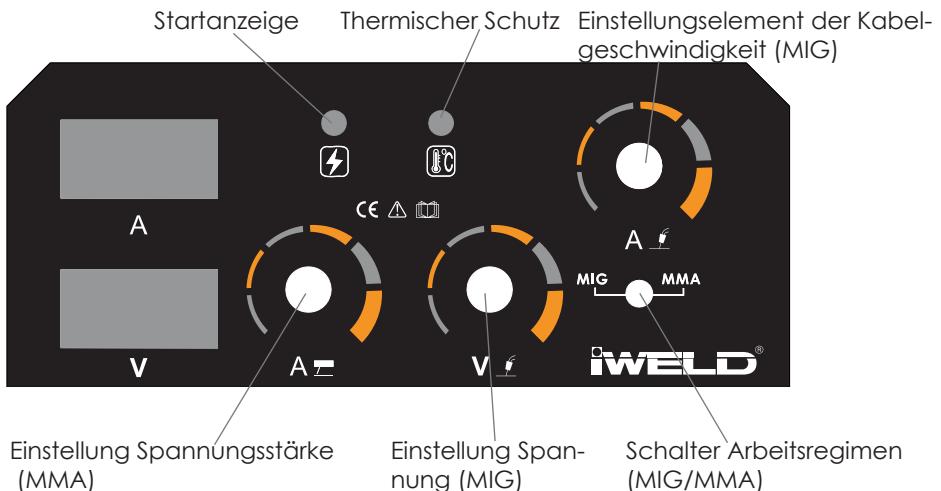 Startanzeige
Thermischer Schutz
Einstellungselement der Kabel-
geschwindigkeit (MIG)
°C
CE
A
A
MIG
MMA
V
A
V
iWELD®
Einstellung Spannungsstärke
(MMA)
Einstellung Span-
nung (MIG)
Schalter Arbeitsregimen
(MIG/MMA)